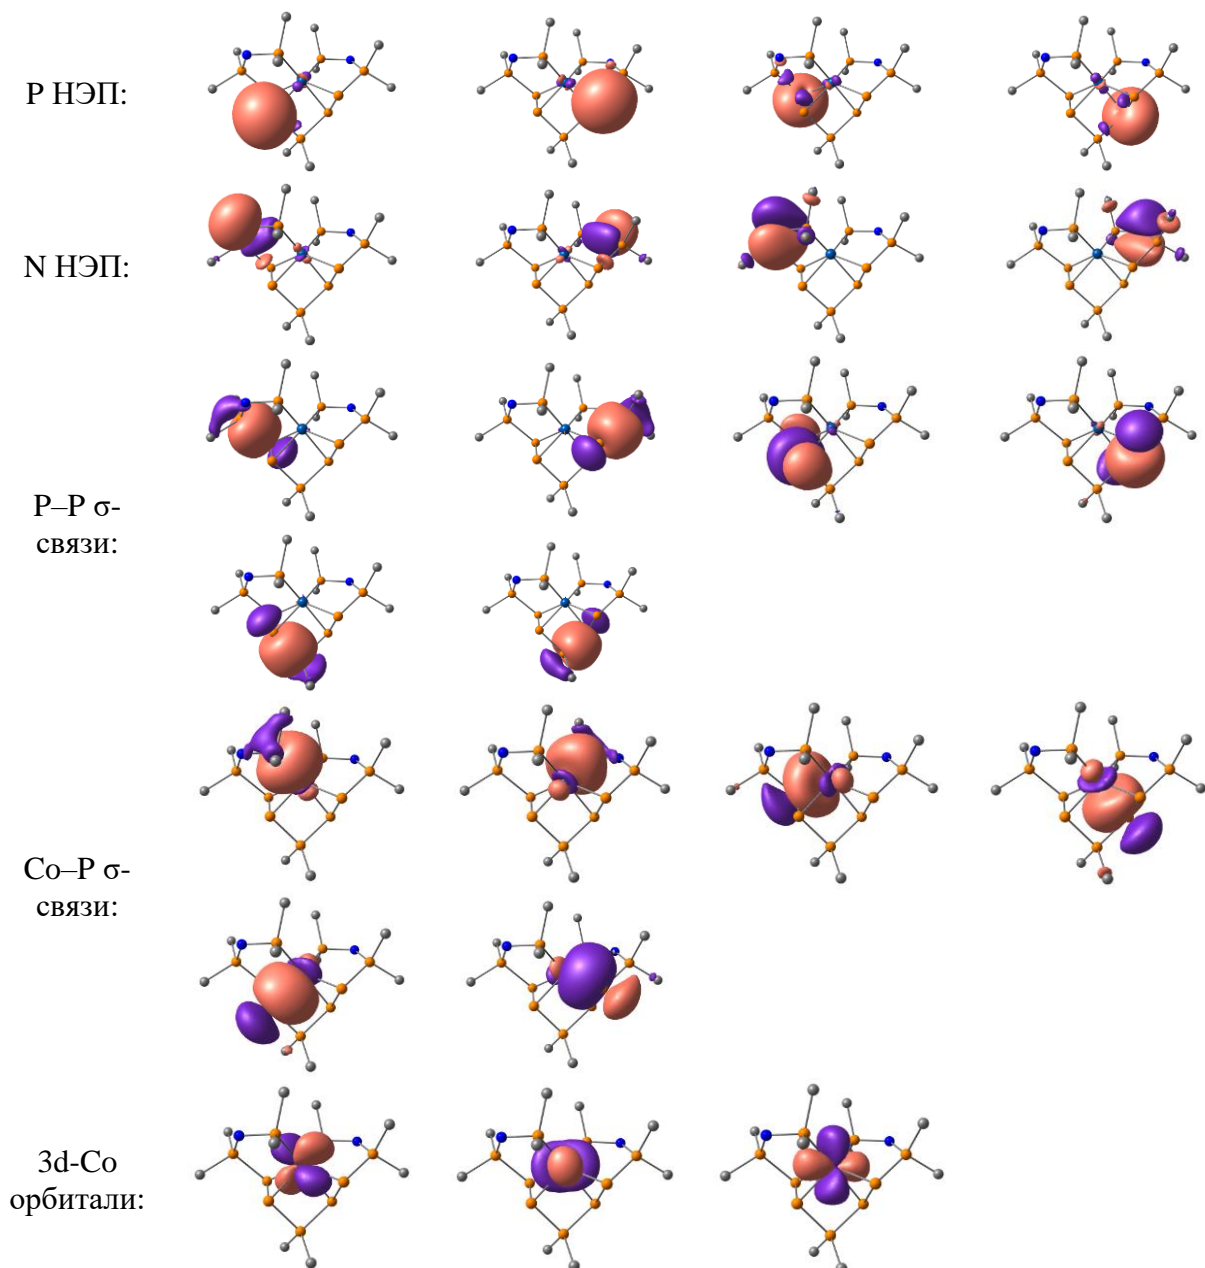 P НЭП:
N НЭП:
P–P σ-
связи:
Co–P σ-
связи:
3d-Co
орбитали: